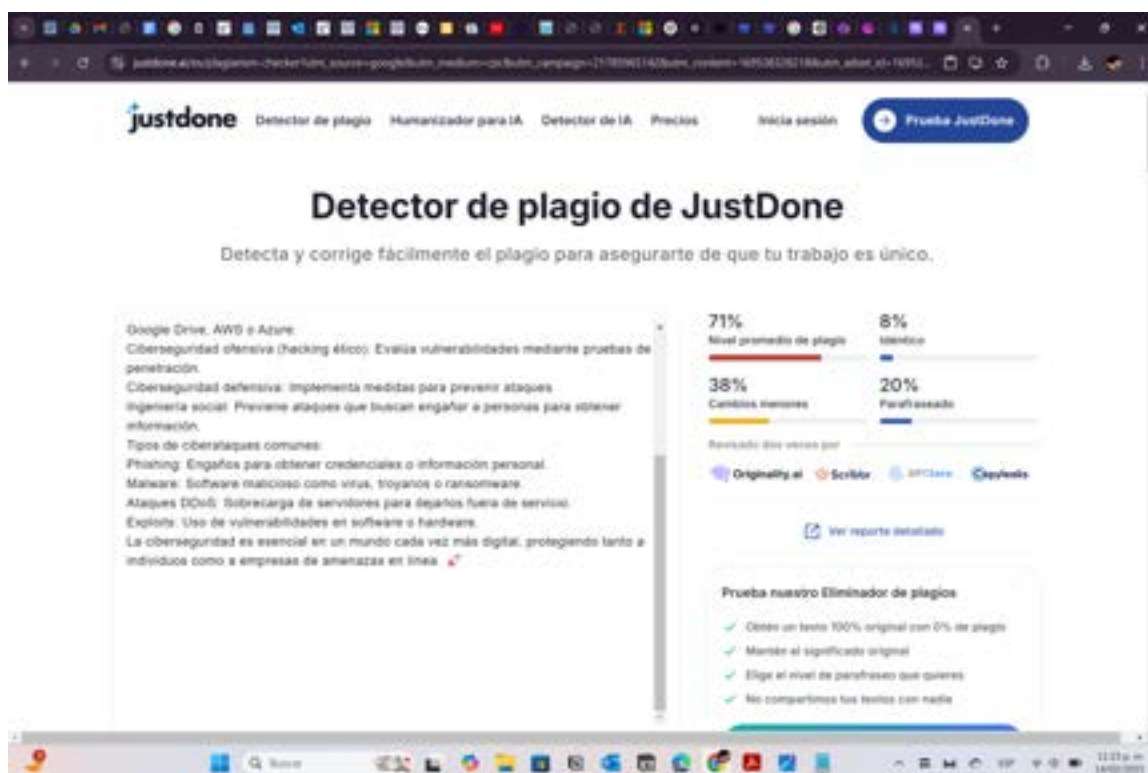 justdone
Detector de plagio
Humanizador para IA
Detector de IA
Precios
Inicia sesión
Prueba JustDone
Detector de plagio de JustDone
Detecta y corrige fácilmente el plagio para asegurarte de que tu trabajo es único.
Google Drive, AWS o Azure.
Ciberseguridad ofensiva (hacking ético): Evalúa vulnerabilidades mediante pruebas de
penetración.
Ciberseguridad defensiva: Implementa medidas para prevenir ataques.
Ingeniería social: Previene ataques que buscan engañar a personas para obtener
información.
Tipos de ciberataques comunes:
Phishing: Engaños para obtener credenciales o información personal.
Malware: Software malicioso como virus, troyanos o ransomware.
Ataques DDoS: Sobrecarga de servidores para dejarlos fuera de servicio.
Exploits: Uso de vulnerabilidades en software o hardware.
La ciberseguridad es esencial en un mundo cada vez más digital, protegiendo tanto a
individuos como a empresas de amenazas en línea.
71%
Nivel promedio de plagio
8%
Idéntico
38%
Cambios menores
20%
Parafraseado
Revisado dos veces por
Originality.ai
Scribbr
Copyleaks
Ver reporte detallado
Prueba nuestro Eliminador de plagios
Obtén un texto 100% original con 0% de plagio
Mantén el significado original
Elige el nivel de parafraseo que quieres
No compartimos tus textos con nadie
Buscar